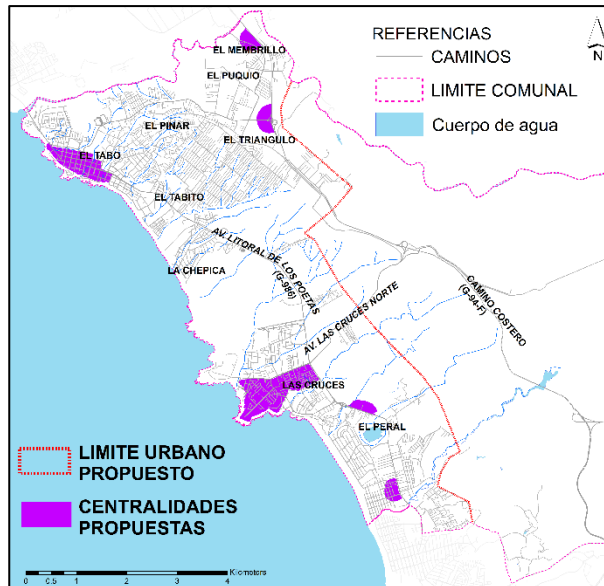 REFERENCIAS
CAMINOS
LIMITE COMUNAL
Cuerpo de agua
N
EL MEMBRILLO
EL PUQUIO
EL PINAR
EL TRIANGULO
EL TABO
EL TABITO
AV. LITORAL DE LOS POETAS
(G-986)
LA CHEPICA
CAMINO COSTERO
(G-94-F)
AV. LAS CRUCES NORTE
LAS CRUCES
EL PERAL
LIMITE URBANO
PROPUESTO
CENTRALIDADES
PROPUESTAS
Kilometers
0 0.5 1 2 3 4